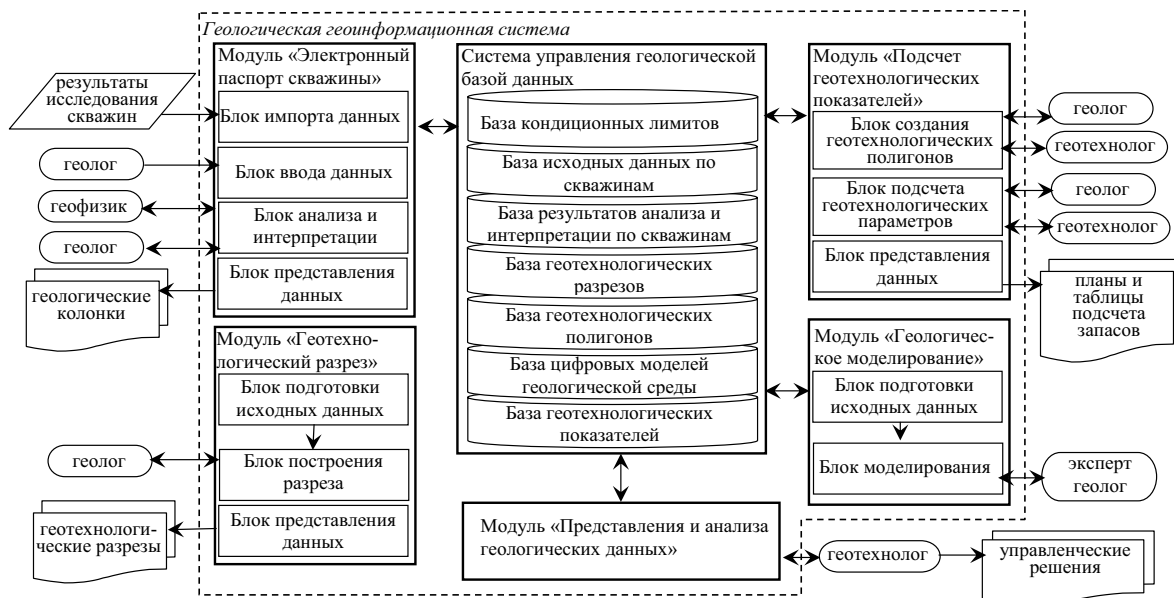 Геологическая геоинформационная система
результаты
исследования
скважин
геолог
геофизик
геолог
геологические
колонки
Модуль «Электронный
паспорт скважины»
Блок импорта данных
Блок ввода данных
Блок анализа и
интерпретации
Блок представления
данных
геолог
геотехнологи-
ческие разрезы
Модуль «Геотехно-
логический разрез»
Блок подготовки
исходных данных
Блок построения
разреза
Блок представления
данных
Система управления геологической
базой данных
База кондиционных лимитов
База исходных данных по
скважинам
База результатов анализа и
интерпретации по скважинам
База геотехнологических
разрезов
База геотехнологических
полигонов
База цифровых моделей
геологической среды
База геотехнологических
показателей
Модуль «Представления и анализа
геологических данных»
Модуль «Подсчет
геотехнологических
показателей»
Блок создания
геотехнологических
полигонов
Блок подсчета
геотехнологических
параметров
Блок представления
данных
геолог
геотехнолог
геолог
геотехнолог
планы и
таблицы
подсчета
запасов
Модуль «Геологичес-
кое моделирование»
Блок подготовки
исходных данных
Блок моделирования
эксперт
геолог
геотехнолог
управленческие
решения